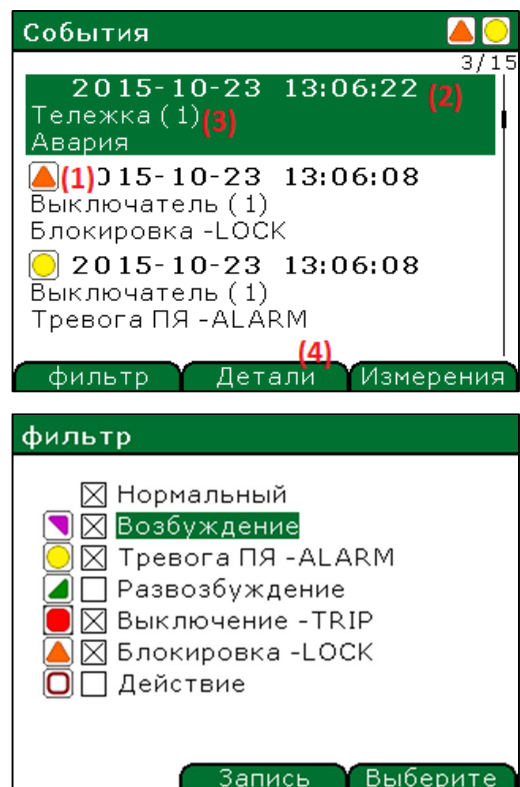 События
3/15
2015-10-23 13:06:22 (2)
Тележка (1)(3)
Авария
(1)015-10-23 13:06:08
Выключатель (1)
Блокировка -LOCK
2015-10-23 13:06:08
Выключатель (1)
Тревога ПЯ -ALARM
(4)
фильтр Детали Измерения
фильтр
Нормальный
Возбуждение
Тревога ПЯ -ALARM
Развозбуждение
Выключение -TRIP
Блокировка -LOCK
Действие
Запись Выберите